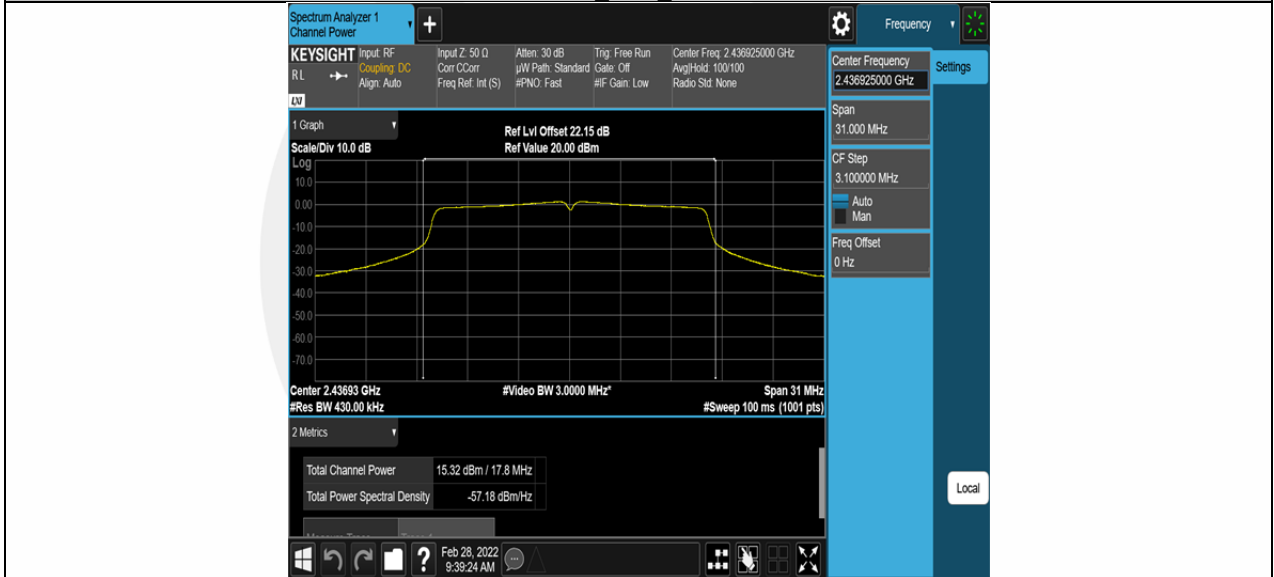 Spectrum Analyzer 1
Channel Power
+
Frequency
KEYSIGHT
RL
LXI
Input: RF
Coupling: DC
Align: Auto
Input Z: 50 Ω
Corr CCorr
Freq Ref: Int (S)
Atten: 30 dB
µW Path: Standard
#PNO: Fast
Trig: Free Run
Gate: Off
#IF Gain: Low
Center Freq: 2.436925000 GHz
Avg|Hold: 100/100
Radio Std: None
Center Frequency
2.436925000 GHz
Settings
Span
31.000 MHz
CF Step
3.100000 MHz
Auto
Man
Freq Offset
0 Hz
Local
1 Graph
Scale/Div 10.0 dB
Ref Lvl Offset 22.15 dB
Ref Value 20.00 dBm
Log
10.0
0.00
-10.0
-20.0
-30.0
-40.0
-50.0
-60.0
-70.0
Center 2.43693 GHz
#Res BW 430.00 kHz
#Video BW 3.0000 MHz*
Span 31 MHz
#Sweep 100 ms (1001 pts)
2 Metrics
Total Channel Power 15.32 dBm / 17.8 MHz
Total Power Spectral Density -57.18 dBm/Hz
?
Feb 28, 2022
9:39:24 AM